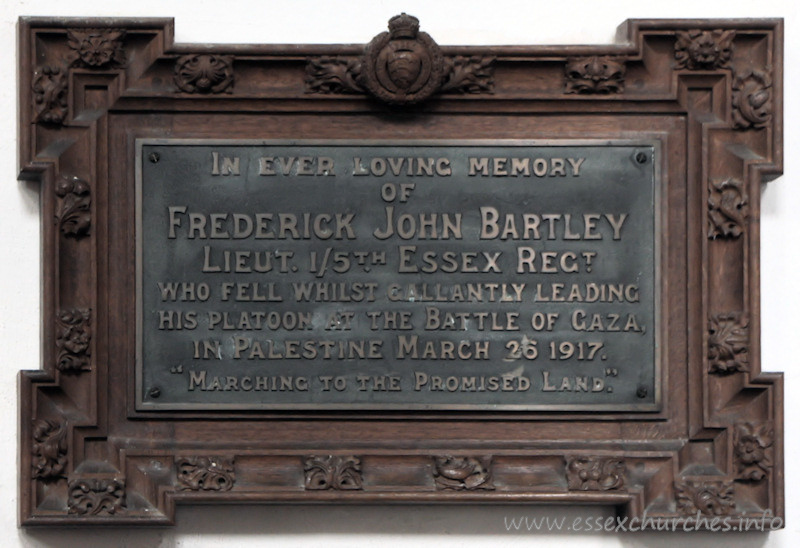 IN EVER LOVING MEMORY
OF
FREDERICK JOHN BARTLEY
LIEUT. 1/5TH ESSEX REGT
WHO FELL WHILST GALLANTLY LEADING
HIS PLATOON AT THE BATTLE OF GAZA,
IN PALESTINE MARCH 26 1917.
"MARCHING TO THE PROMISED LAND."
www.essexchurches.info